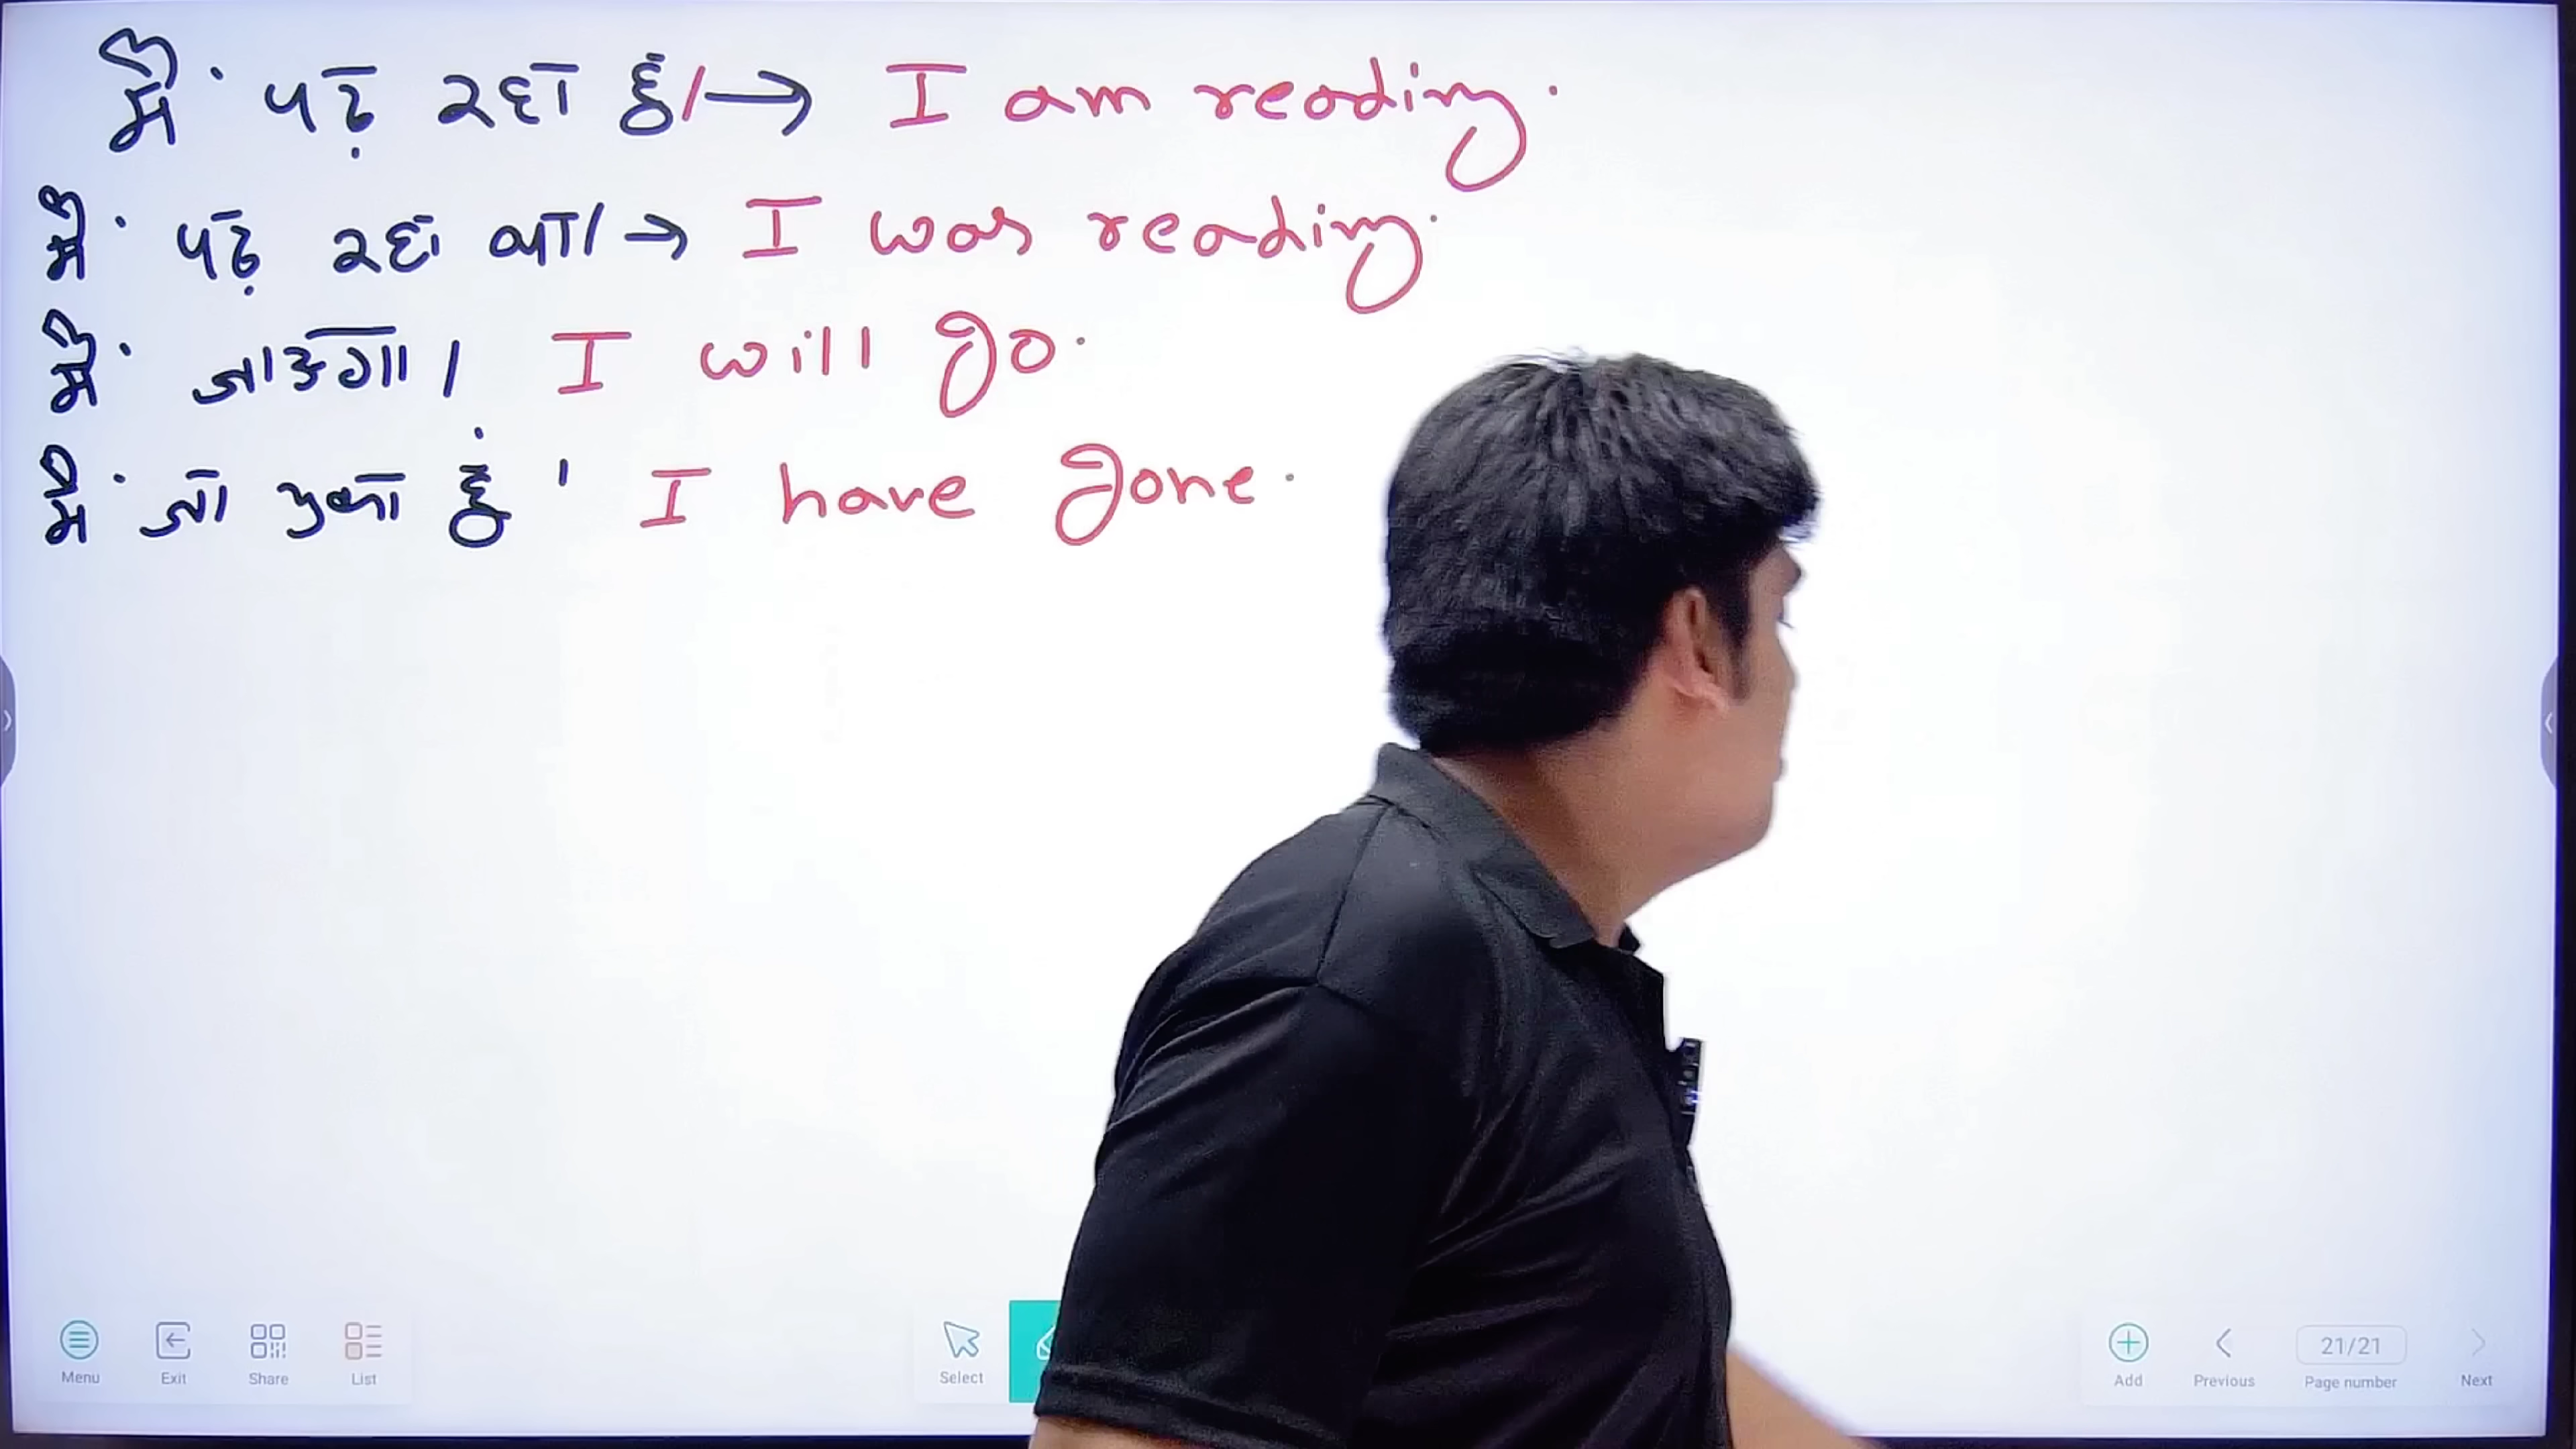 मैं पढ़ रहा हूँ। → I am reading.
मैं पढ़ रहा था। → I was reading.
मैं जाऊगा। I will go.
मैं जा चुका हूँ। I have gone.
Menu Exit Share List Select Add Previous 21/21 Page number Next